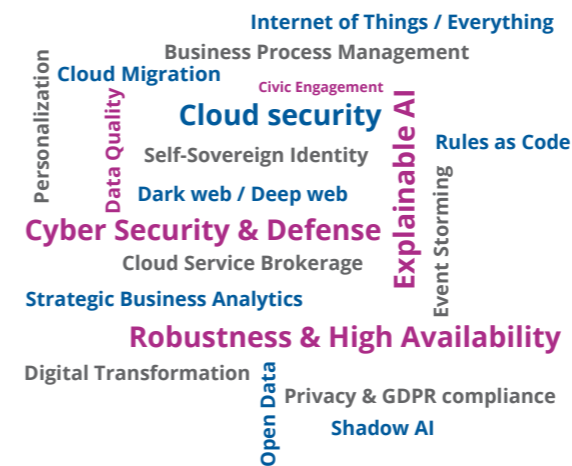 Internet of Things / Everything
Business Process Management
Personalization
Cloud Migration
Civic Engagement
Data Quality
Cloud security
Explainable AI
Rules as Code
Self-Sovereign Identity
Event Storming
Dark web / Deep web
Cyber Security & Defense
Cloud Service Brokerage
Strategic Business Analytics
Robustness & High Availability
Digital Transformation
Open Data
Privacy & GDPR compliance
Shadow AI